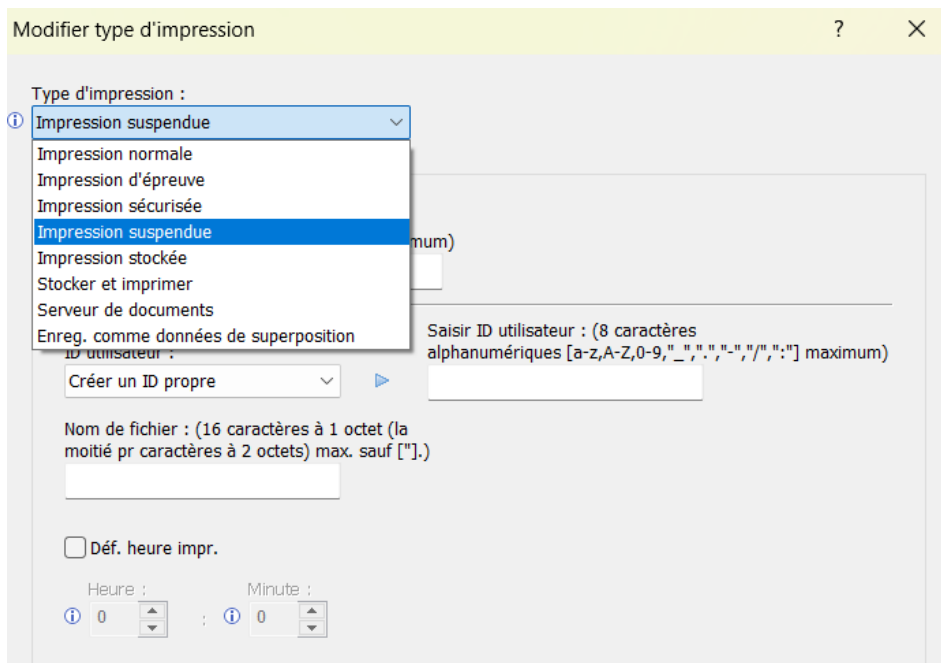 Modifier type d'impression
?
Type d'impression :
Impression suspendue
Impression normale
Impression d'épreuve
Impression sécurisée
Impression suspendue
Impression stockée
Stocker et imprimer
Serveur de documents
Enreg. comme données de superposition
ID utilisateur :
Créer un ID propre
Saisir ID utilisateur : (8 caractères
alphanumériques [a-z,A-Z,0-9,"_",".","-","/",":"] maximum)
Nom de fichier : (16 caractères à 1 octet (la
moitié pr caractères à 2 octets) max. sauf ["].)
Déf. heure impr.
Heure :
0
:
Minute :
0